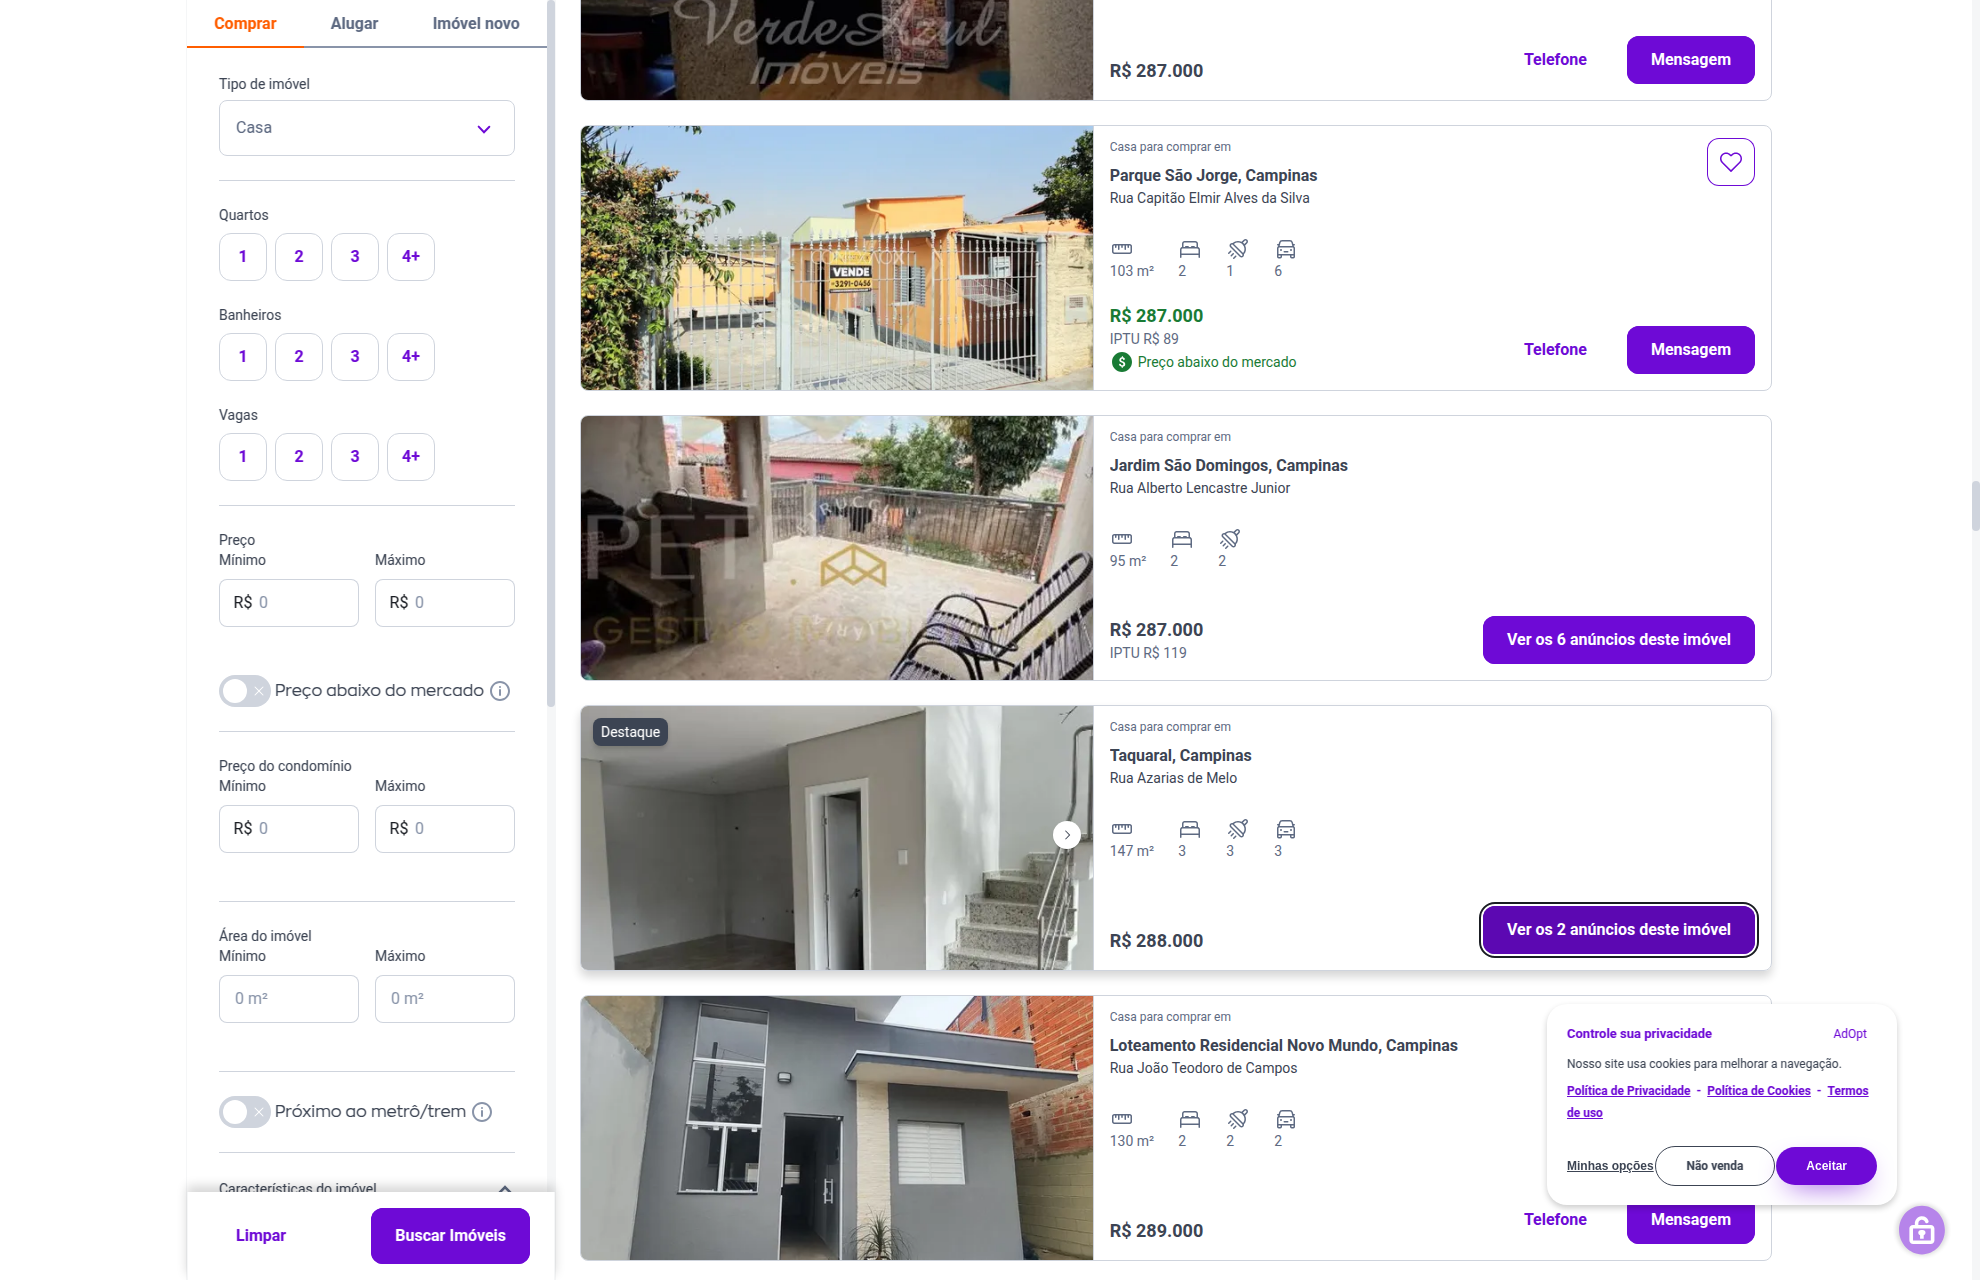 Comprar
Alugar
Imóvel novo
Tipo de imóvel
Casa
Quartos
1
2
3
4+
Banheiros
1
2
3
4+
Vagas
1
2
3
4+
Preço
Mínimo
Máximo
R$ 0
R$ 0
Preço abaixo do mercado
Preço do condomínio
Mínimo
Máximo
R$ 0
R$ 0
Área do imóvel
Mínimo
Máximo
0 m²
0 m²
Próximo ao metrô/trem
Características do imóvel
Limpar
Buscar Imóveis
VerdeAzul
Imóveis
R$ 287.000
Telefone
Mensagem
VENDE
3291-0456
Casa para comprar em
Parque São Jorge, Campinas
Rua Capitão Elmir Alves da Silva
103 m²
2
1
6
R$ 287.000
IPTU R$ 89
Preço abaixo do mercado
Telefone
Mensagem
Casa para comprar em
Jardim São Domingos, Campinas
Rua Alberto Lencastre Junior
95 m²
2
2
R$ 287.000
IPTU R$ 119
Ver os 6 anúncios deste imóvel
Destaque
Casa para comprar em
Taquaral, Campinas
Rua Azarias de Melo
147 m²
3
3
3
R$ 288.000
Ver os 2 anúncios deste imóvel
Casa para comprar em
Loteamento Residencial Novo Mundo, Campinas
Rua João Teodoro de Campos
130 m²
2
2
2
R$ 289.000
Telefone
Mensagem
Controle sua privacidade
AdOpt
Nosso site usa cookies para melhorar a navegação.
Política de Privacidade - Política de Cookies - Termos
de uso
Minhas opções
Não venda
Aceitar